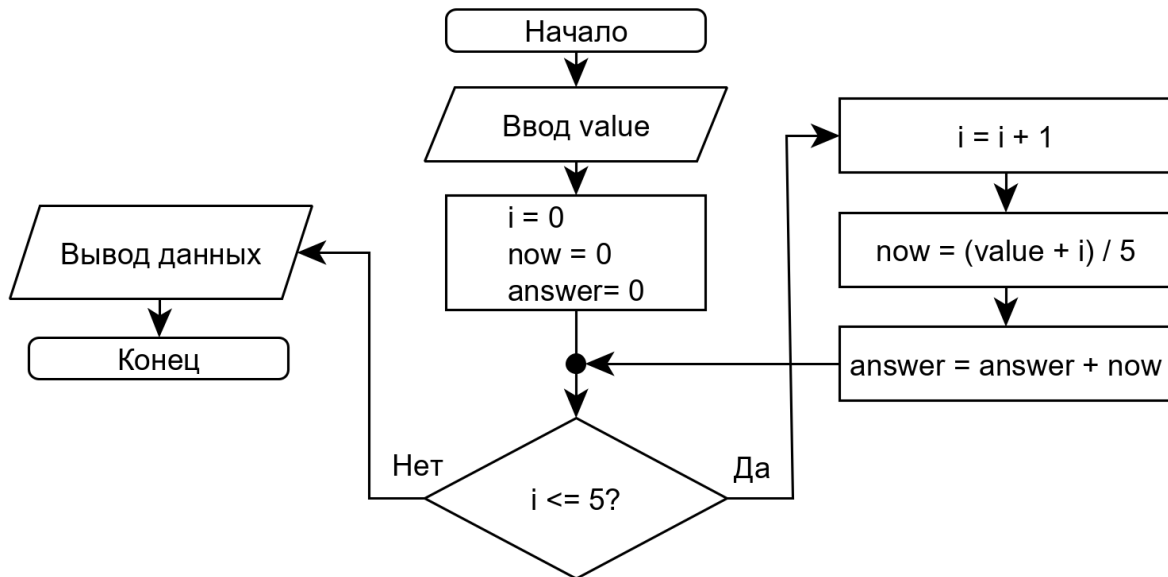 Начало
Ввод value
i = 0
now = 0
answer= 0
i <= 5?
Да
i = i + 1
now = (value + i) / 5
answer = answer + now
Нет
Вывод данных
Конец